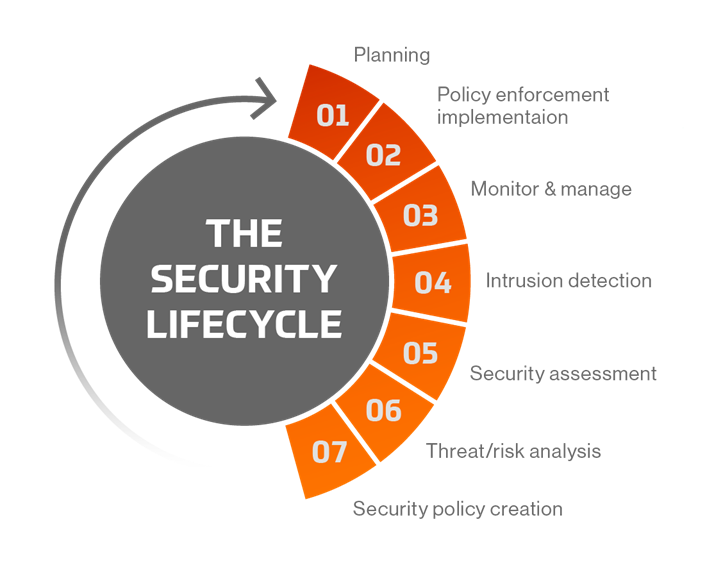 THE
SECURITY
LIFECYCLE
01
Planning
02
Policy enforcement
implementaion
03
Monitor & manage
04
Intrusion detection
05
Security assessment
06
Threat/risk analysis
07
Security policy creation